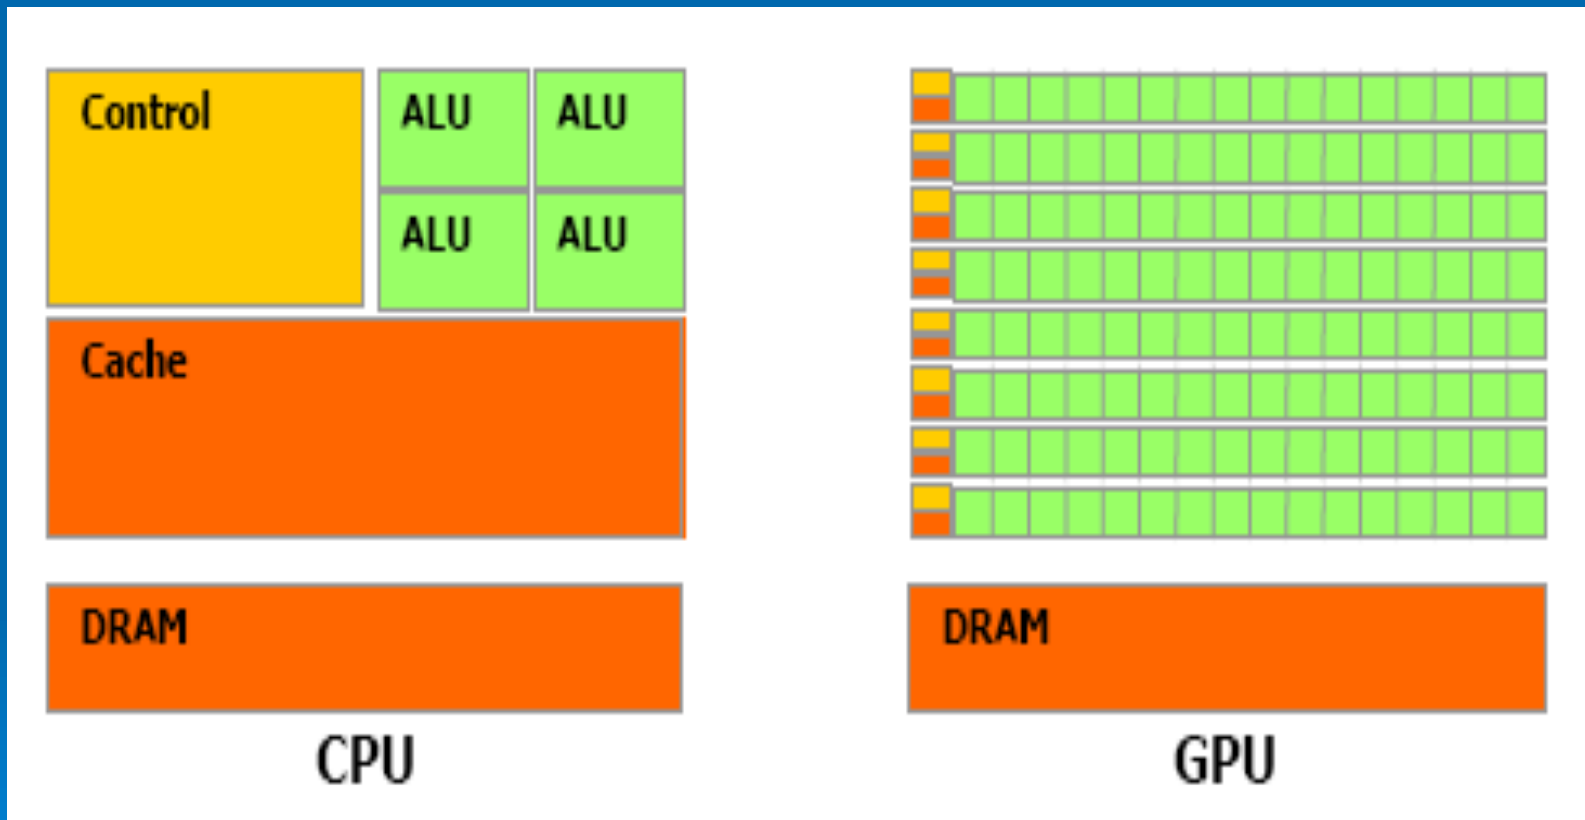 Control
ALU ALU
ALU ALU
Cache
DRAM
CPU
DRAM
GPU